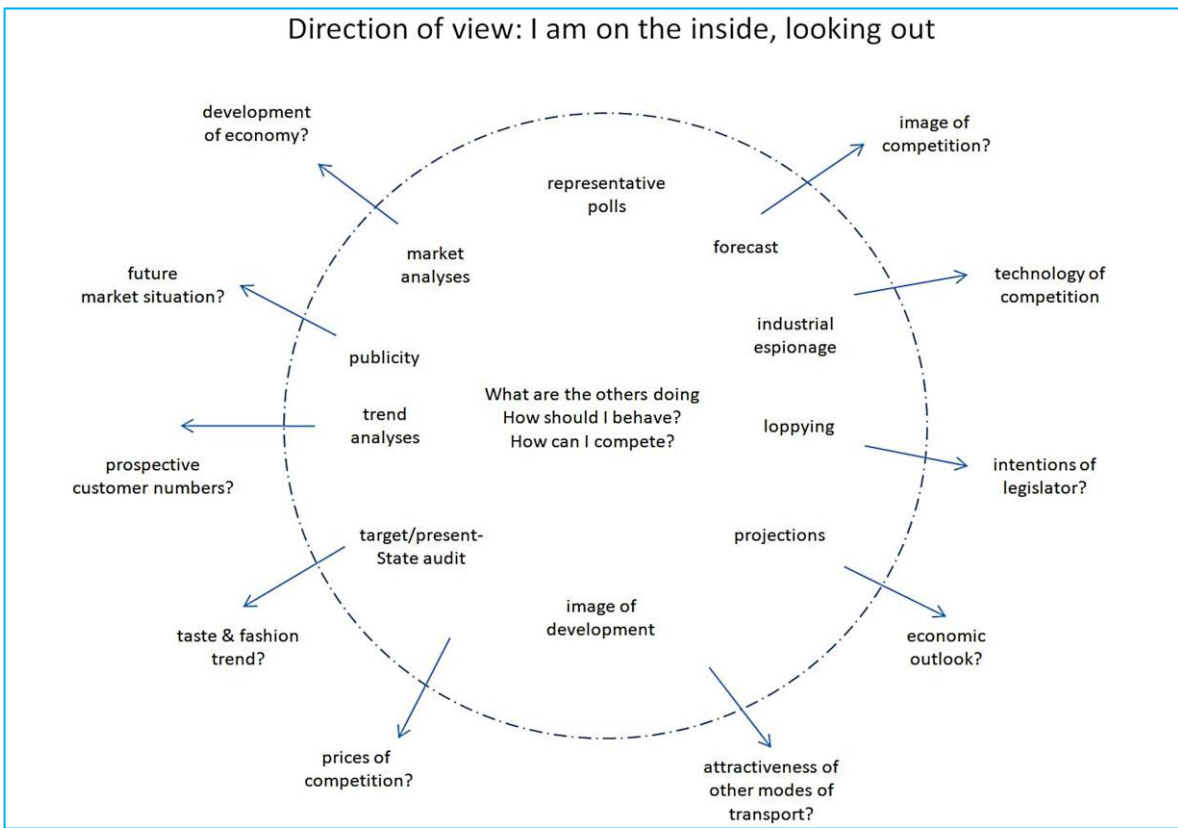 Direction of view: I am on the inside, looking out
development
of economy?
image of
competition?
representative
polls
market
analyses
forecast
future
market situation?
technology of
competition
industrial
espionage
publicity
What are the others doing
How should I behave?
How can I compete?
trend
analyses
loppying
prospective
customer numbers?
intentions of
legislator?
target/present-
State audit
projections
image of
development
taste & fashion
trend?
economic
outlook?
prices of
competition?
attractiveness of
other modes of
transport?